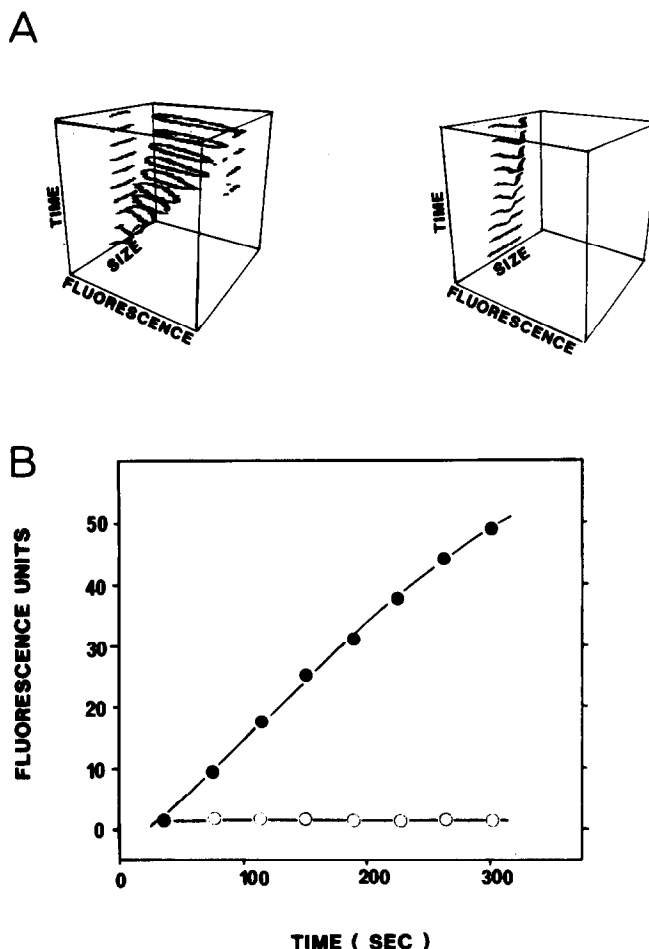 A
TIME
SIZE
FLUORESCENCE
TIME
SIZE
FLUORESCENCE
B
FLUORESCENCE UNITS
50
40
30
20
10
0
0 100 200 300
TIME ( SEC )